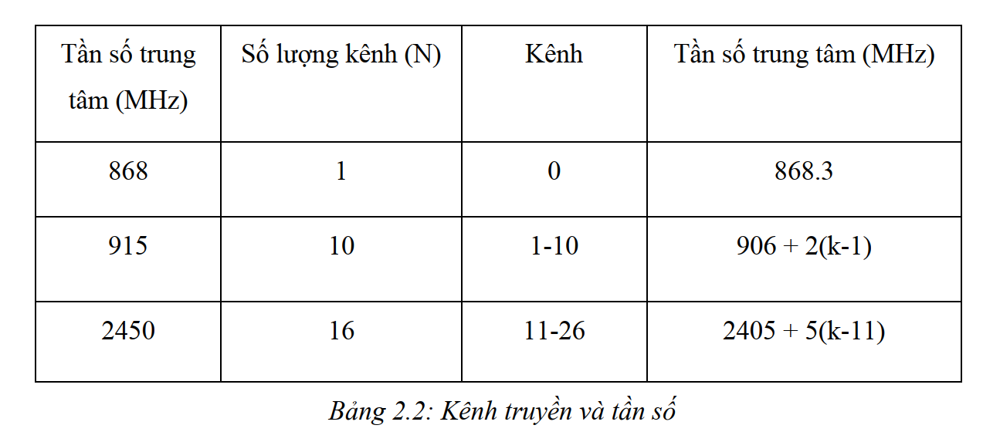 Tần số trung
tâm (MHz)
Số lượng kênh (N)
Kênh
Tần số trung tâm (MHz)
868
1
0
868.3
915
10
1-10
906 + 2(k-1)
2450
16
11-26
2405 + 5(k-11)
Bảng 2.2: Kênh truyền và tần số